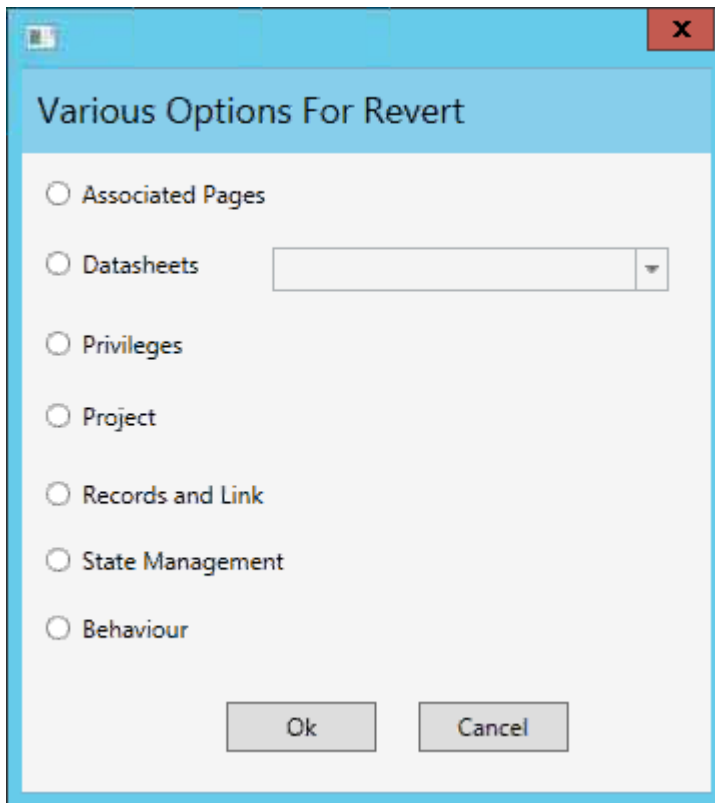 Various Options For Revert
Associated Pages
Datasheets
Privileges
Project
Records and Link
State Management
Behaviour
Ok Cancel